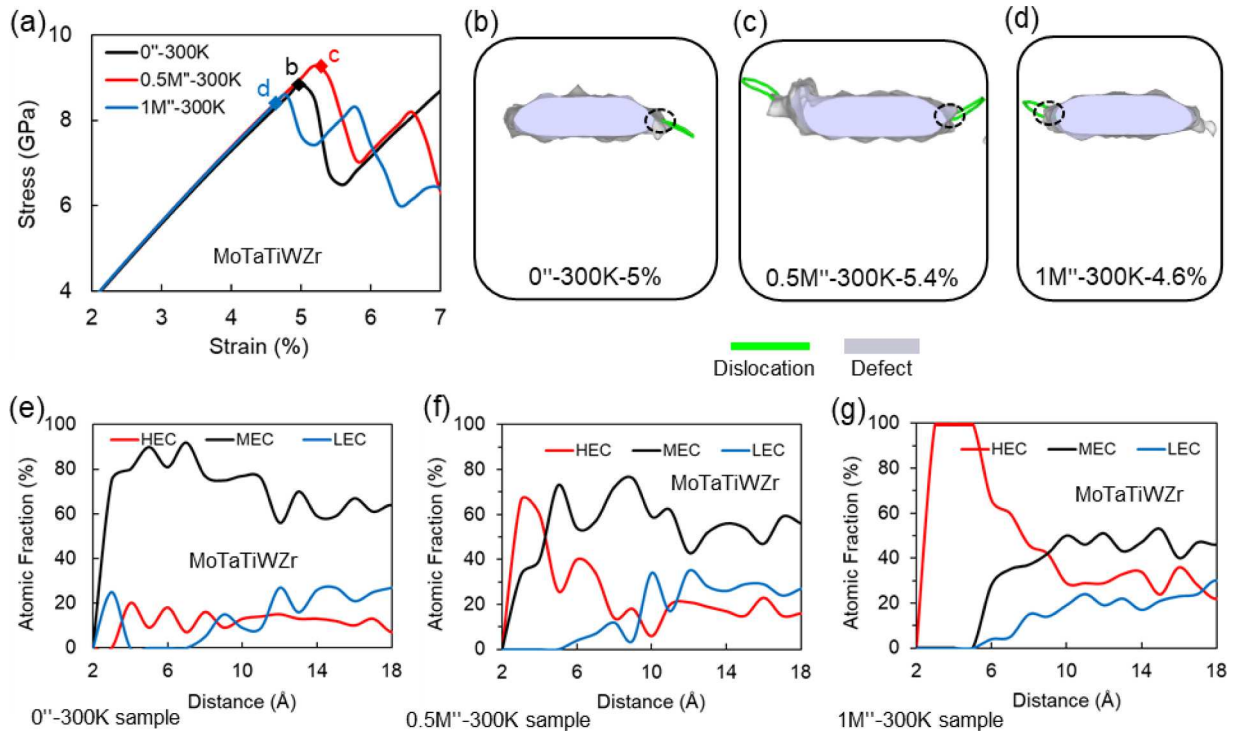 (a)
10
8
6
4
Stress (GPa)
0''-300K
0.5M''-300K
1M''-300K
b
c
d
MoTaTiWZr
2 3 4 5 6 7
Strain (%)
(b)
0''-300K-5%
(c)
0.5M''-300K-5.4%
(d)
1M''-300K-4.6%
Dislocation
Defect
(e)
100
80
60
40
20
0
Atomic Fraction (%)
HEC MEC LEC
MoTaTiWZr
2 6 10 14 18
Distance (Å)
0''-300K sample
(f)
100
80
60
40
20
0
Atomic Fraction (%)
HEC MEC LEC
MoTaTiWZr
2 6 10 14 18
Distance (Å)
0.5M''-300K sample
(g)
100
80
60
40
20
0
Atomic Fraction (%)
HEC MEC LEC
MoTaTiWZr
2 6 10 14 18
Distance (Å)
1M''-300K sample